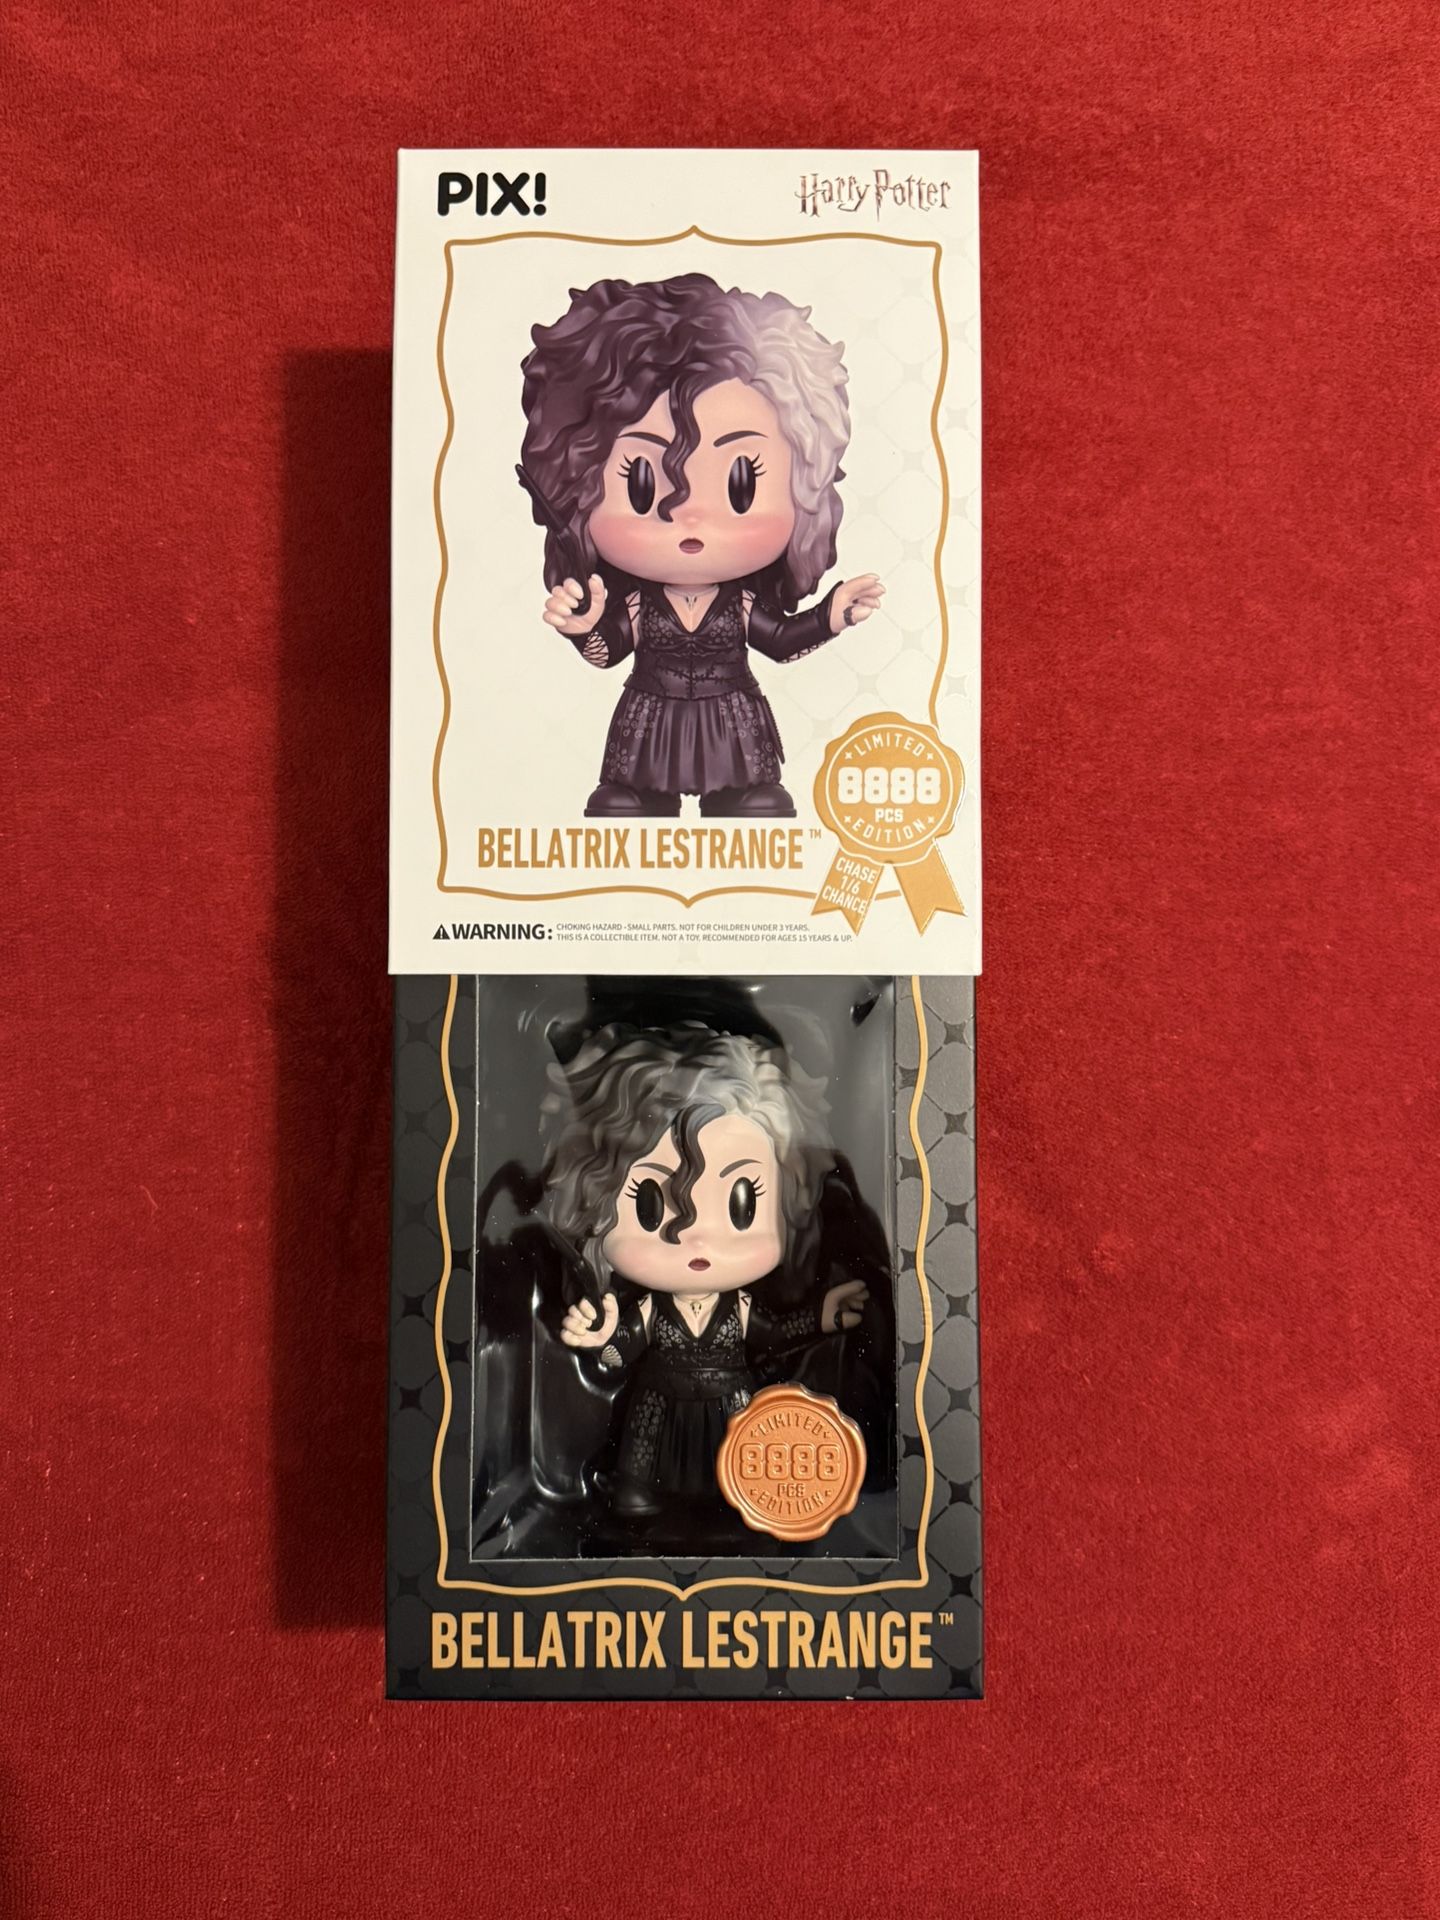 PIX!
Harry Potter
LIMITED
8888
PCS
EDITION
CHASE
1/6
CHANCE
BELLATRIX LESTRANGE™
WARNING: CHOKING HAZARD - SMALL PARTS. NOT FOR CHILDREN UNDER 3 YEARS.
THIS IS A COLLECTIBLE ITEM. NOT A TOY. RECOMMENDED FOR AGES 15 YEARS & UP.
LIMITED
8888
PCS
EDITION
BELLATRIX LESTRANGE™